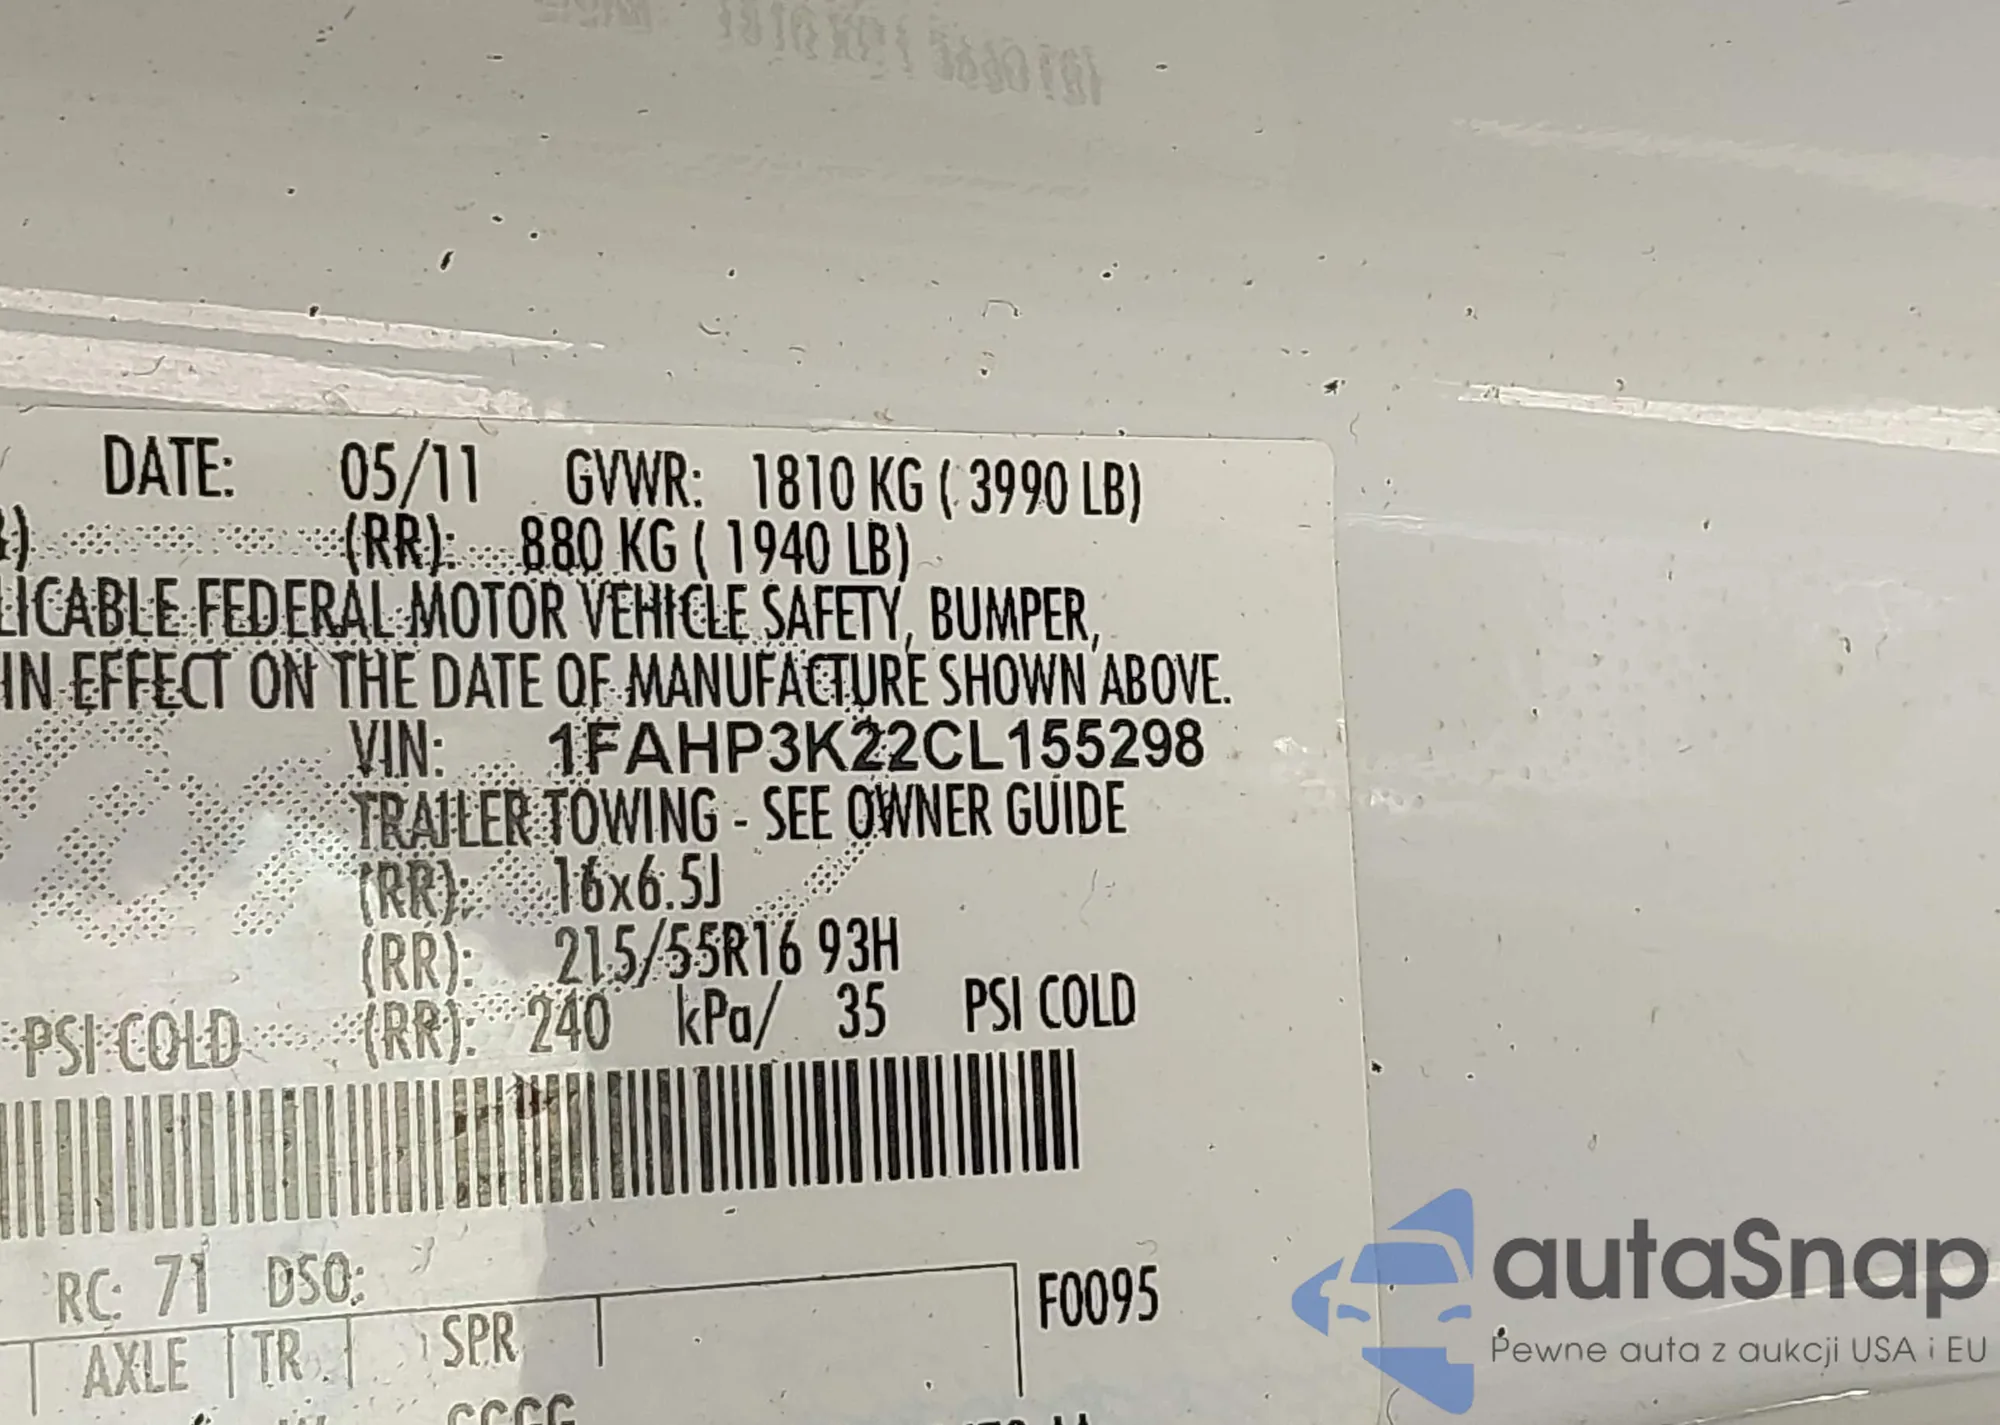 DATE: 05/11 GVWR: 1810 KG ( 3990 LB)
(RR): 880 KG ( 1940 LB)
LICABLE FEDERAL MOTOR VEHICLE SAFETY, BUMPER,
IN EFFECT ON THE DATE OF MANUFACTURE SHOWN ABOVE.
VIN: 1FAHP3K22CL155298
TRAILER TOWING - SEE OWNER GUIDE
(RR): 16x6.5J
(RR): 215/55R16 93H
PSI COLD (RR): 240 kPa/ 35 PSI COLD
RC: 71 DSO:
F0095
AXLE TR SPR
autaSnap
Pewne auta z aukcji USA i EU